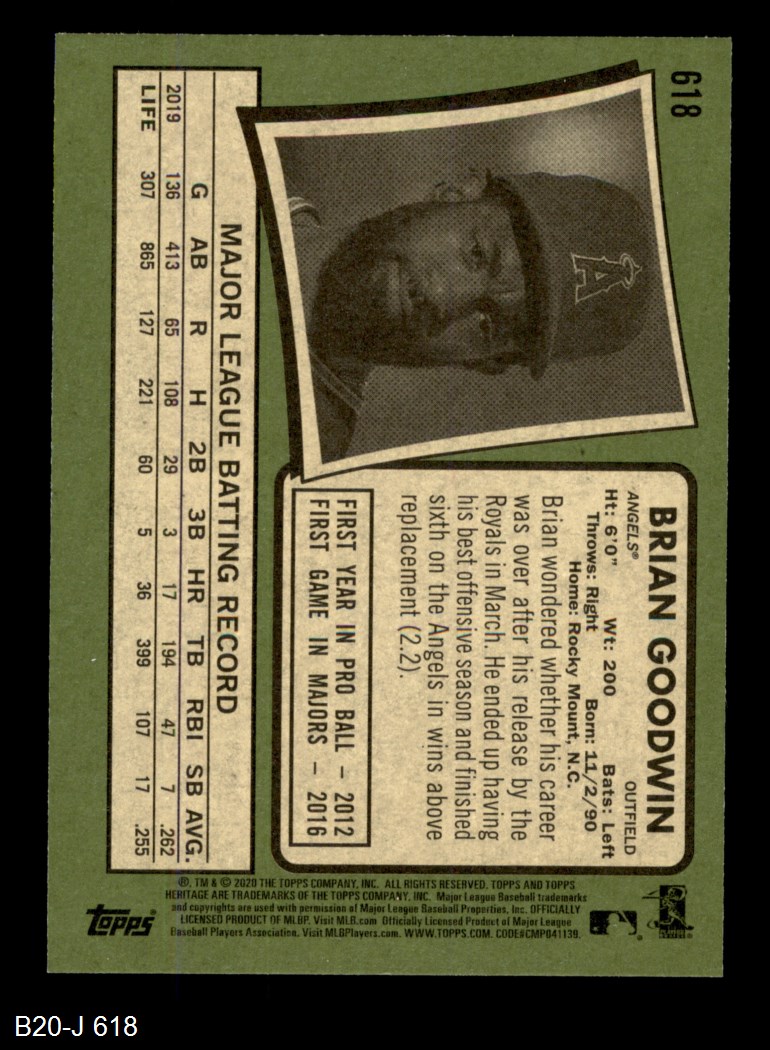 618
A
BRIAN GOODWIN
ANGELS® OUTFIELD
Ht: 6'0" Wt: 200 Bats: Left
Throws: Right Born: 11/2/90
Home: Rocky Mount, N.C.
Brian wondered whether his career
was over after his release by the
Royals in March. He ended up having
his best offensive season and finished
sixth on the Angels in wins above
replacement (2.2).
FIRST YEAR IN PRO BALL – 2012
FIRST GAME IN MAJORS – 2016
MAJOR LEAGUE BATTING RECORD
G AB R H 2B 3B HR TB RBI SB AVG.
2019 136 413 65 108 29 3 17 194 47 7 .262
LIFE 307 865 127 221 60 5 36 399 107 17 .255
®, TM & © 2020 THE TOPPS COMPANY, INC. ALL RIGHTS RESERVED. TOPPS AND TOPPS
HERITAGE ARE TRADEMARKS OF THE TOPPS COMPANY, INC. Major League Baseball trademarks
and copyrights are used with permission of Major League Baseball Properties, Inc. OFFICIALLY
LICENSED PRODUCT OF MLBP. Visit MLB.com Officially Licensed Product of Major League
Baseball Players Association. Visit MLBPlayers.com. WWW.TOPPS.COM. CODE#CMP041139.
Topps
B20-J 618